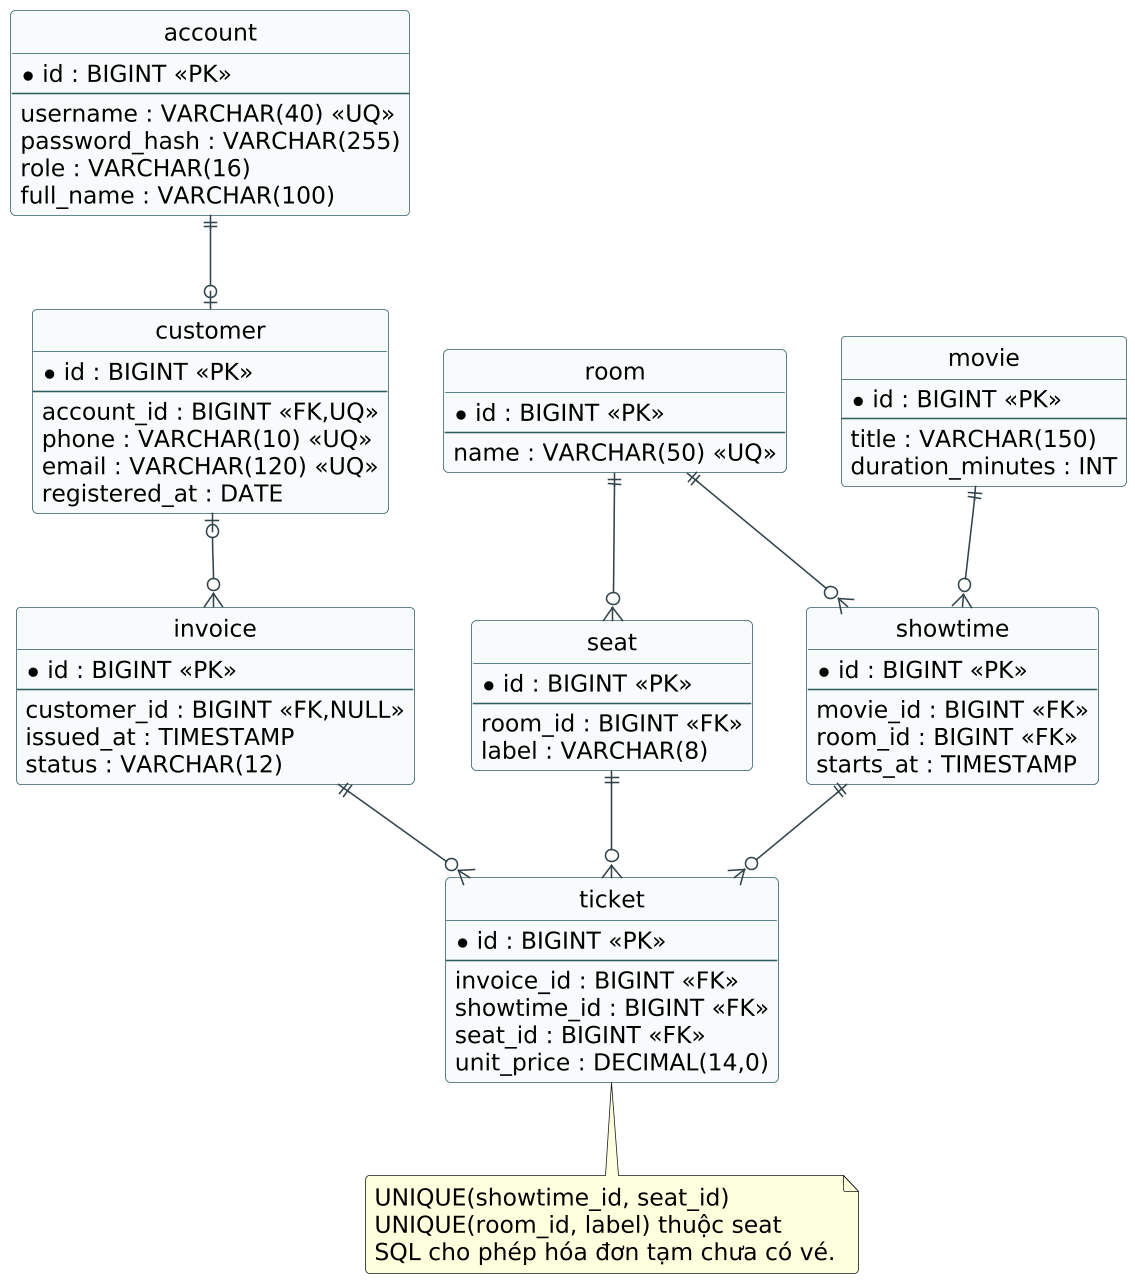 account
id : BIGINT «PK»
username : VARCHAR(40) «UQ»
password_hash : VARCHAR(255)
role : VARCHAR(16)
full_name : VARCHAR(100)
customer
id : BIGINT «PK»
account_id : BIGINT «FK,UQ»
phone : VARCHAR(10) «UQ»
email : VARCHAR(120) «UQ»
registered_at : DATE
room
id : BIGINT «PK»
name : VARCHAR(50) «UQ»
movie
id : BIGINT «PK»
title : VARCHAR(150)
duration_minutes : INT
invoice
id : BIGINT «PK»
customer_id : BIGINT «FK,NULL»
issued_at : TIMESTAMP
status : VARCHAR(12)
seat
id : BIGINT «PK»
room_id : BIGINT «FK»
label : VARCHAR(8)
showtime
id : BIGINT «PK»
movie_id : BIGINT «FK»
room_id : BIGINT «FK»
starts_at : TIMESTAMP
ticket
id : BIGINT «PK»
invoice_id : BIGINT «FK»
showtime_id : BIGINT «FK»
seat_id : BIGINT «FK»
unit_price : DECIMAL(14,0)
UNIQUE(showtime_id, seat_id)
UNIQUE(room_id, label) thuộc seat
SQL cho phép hóa đơn tạm chưa có vé.